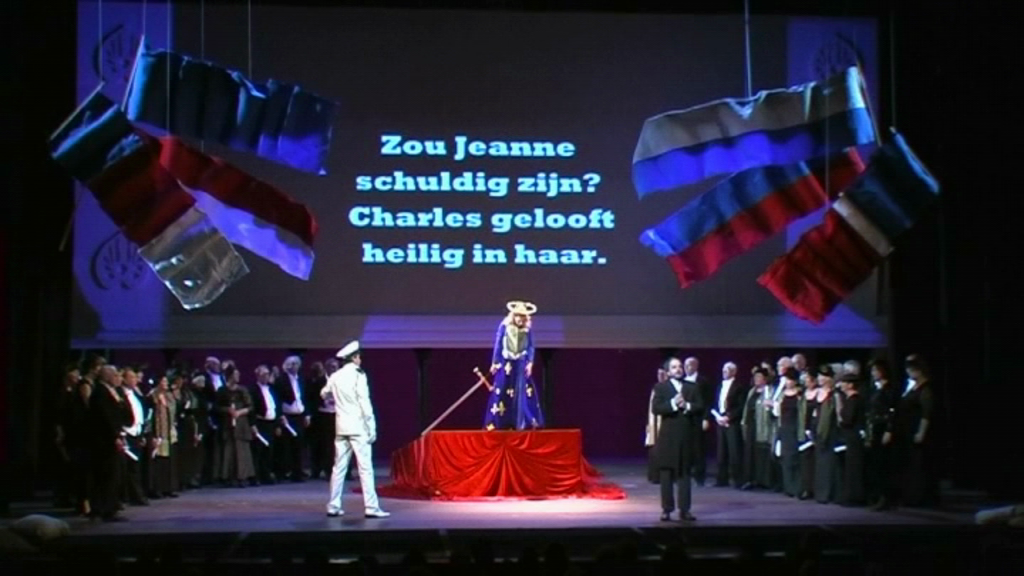 Zou Jeanne
schuldig zijn?
Charles gelooft
heilig in haar.